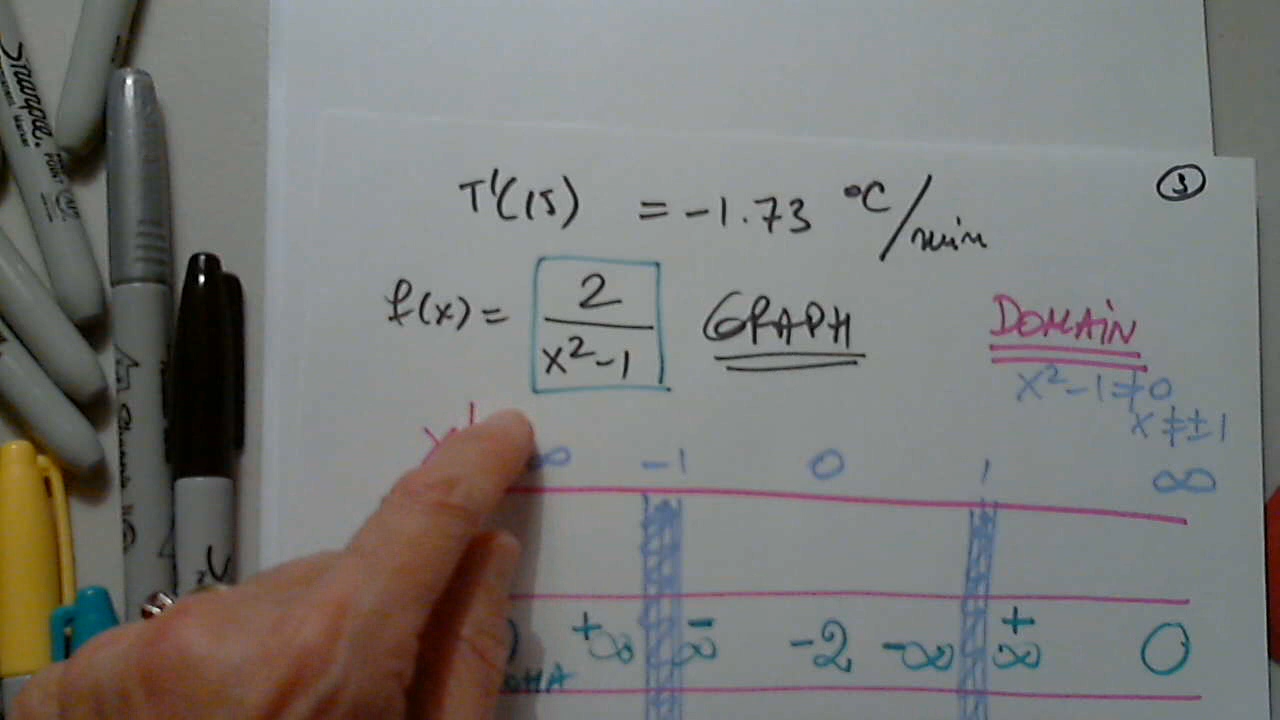 Sharpie
③
T'(15) = -1.73 °C/min
f(x) = 2/(x²-1) GRAPH DOMAIN
x²-1≠0
x≠±1
x ∞ -1 0 1 ∞
+∞ -∞ -2 -∞ +∞ 0